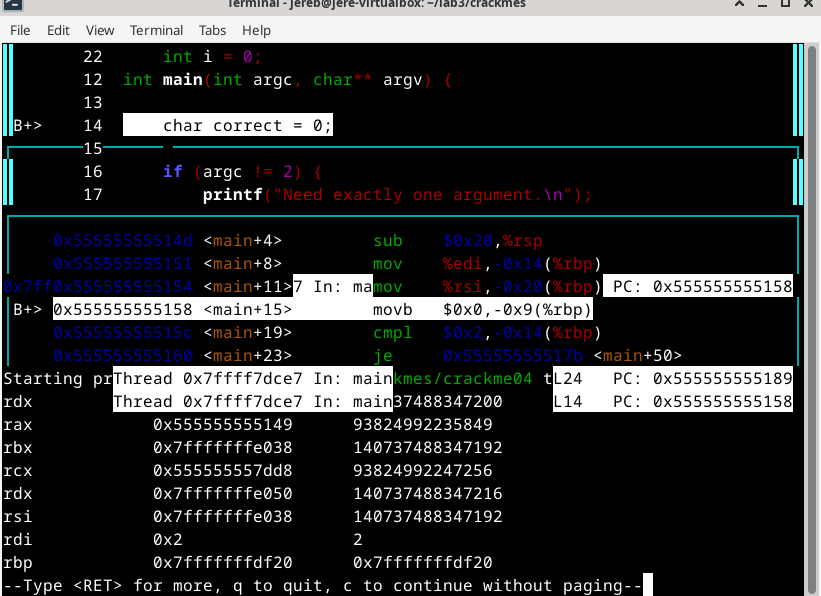 Terminal - jereb@jere-virtualbox: ~/lab3/crackmes
File Edit View Terminal Tabs Help
22 int i = 0;
12 int main(int argc, char** argv) {
13
B+> 14 char correct = 0;
15
16 if (argc != 2) {
17 printf("Need exactly one argument.\n");
0x55555555514d <main+4> sub $0x20,%rsp
0x555555555151 <main+8> mov %edi,-0x14(%rbp)
0x7ff0x555555555154 <main+11>7 In: mamov %rsi,-0x20(%rbp) PC: 0x555555555158
B+> 0x555555555158 <main+15> movb $0x0,-0x9(%rbp)
0x55555555515c <main+19> cmpl $0x2,-0x14(%rbp)
0x555555555160 <main+23> je 0x55555555517b <main+50>
Starting prThread 0x7ffff7dce7 In: mainkmes/crackme04 tL24 PC: 0x555555555189
rdx Thread 0x7ffff7dce7 In: main37488347200 L14 PC: 0x555555555158
rax 0x555555555149 93824992235849
rbx 0x7fffffffe038 140737488347192
rcx 0x555555557dd8 93824992247256
rdx 0x7fffffffe050 140737488347216
rsi 0x7fffffffe038 140737488347192
rdi 0x2 2
rbp 0x7fffffffdf20 0x7fffffffdf20
--Type <RET> for more, q to quit, c to continue without paging--